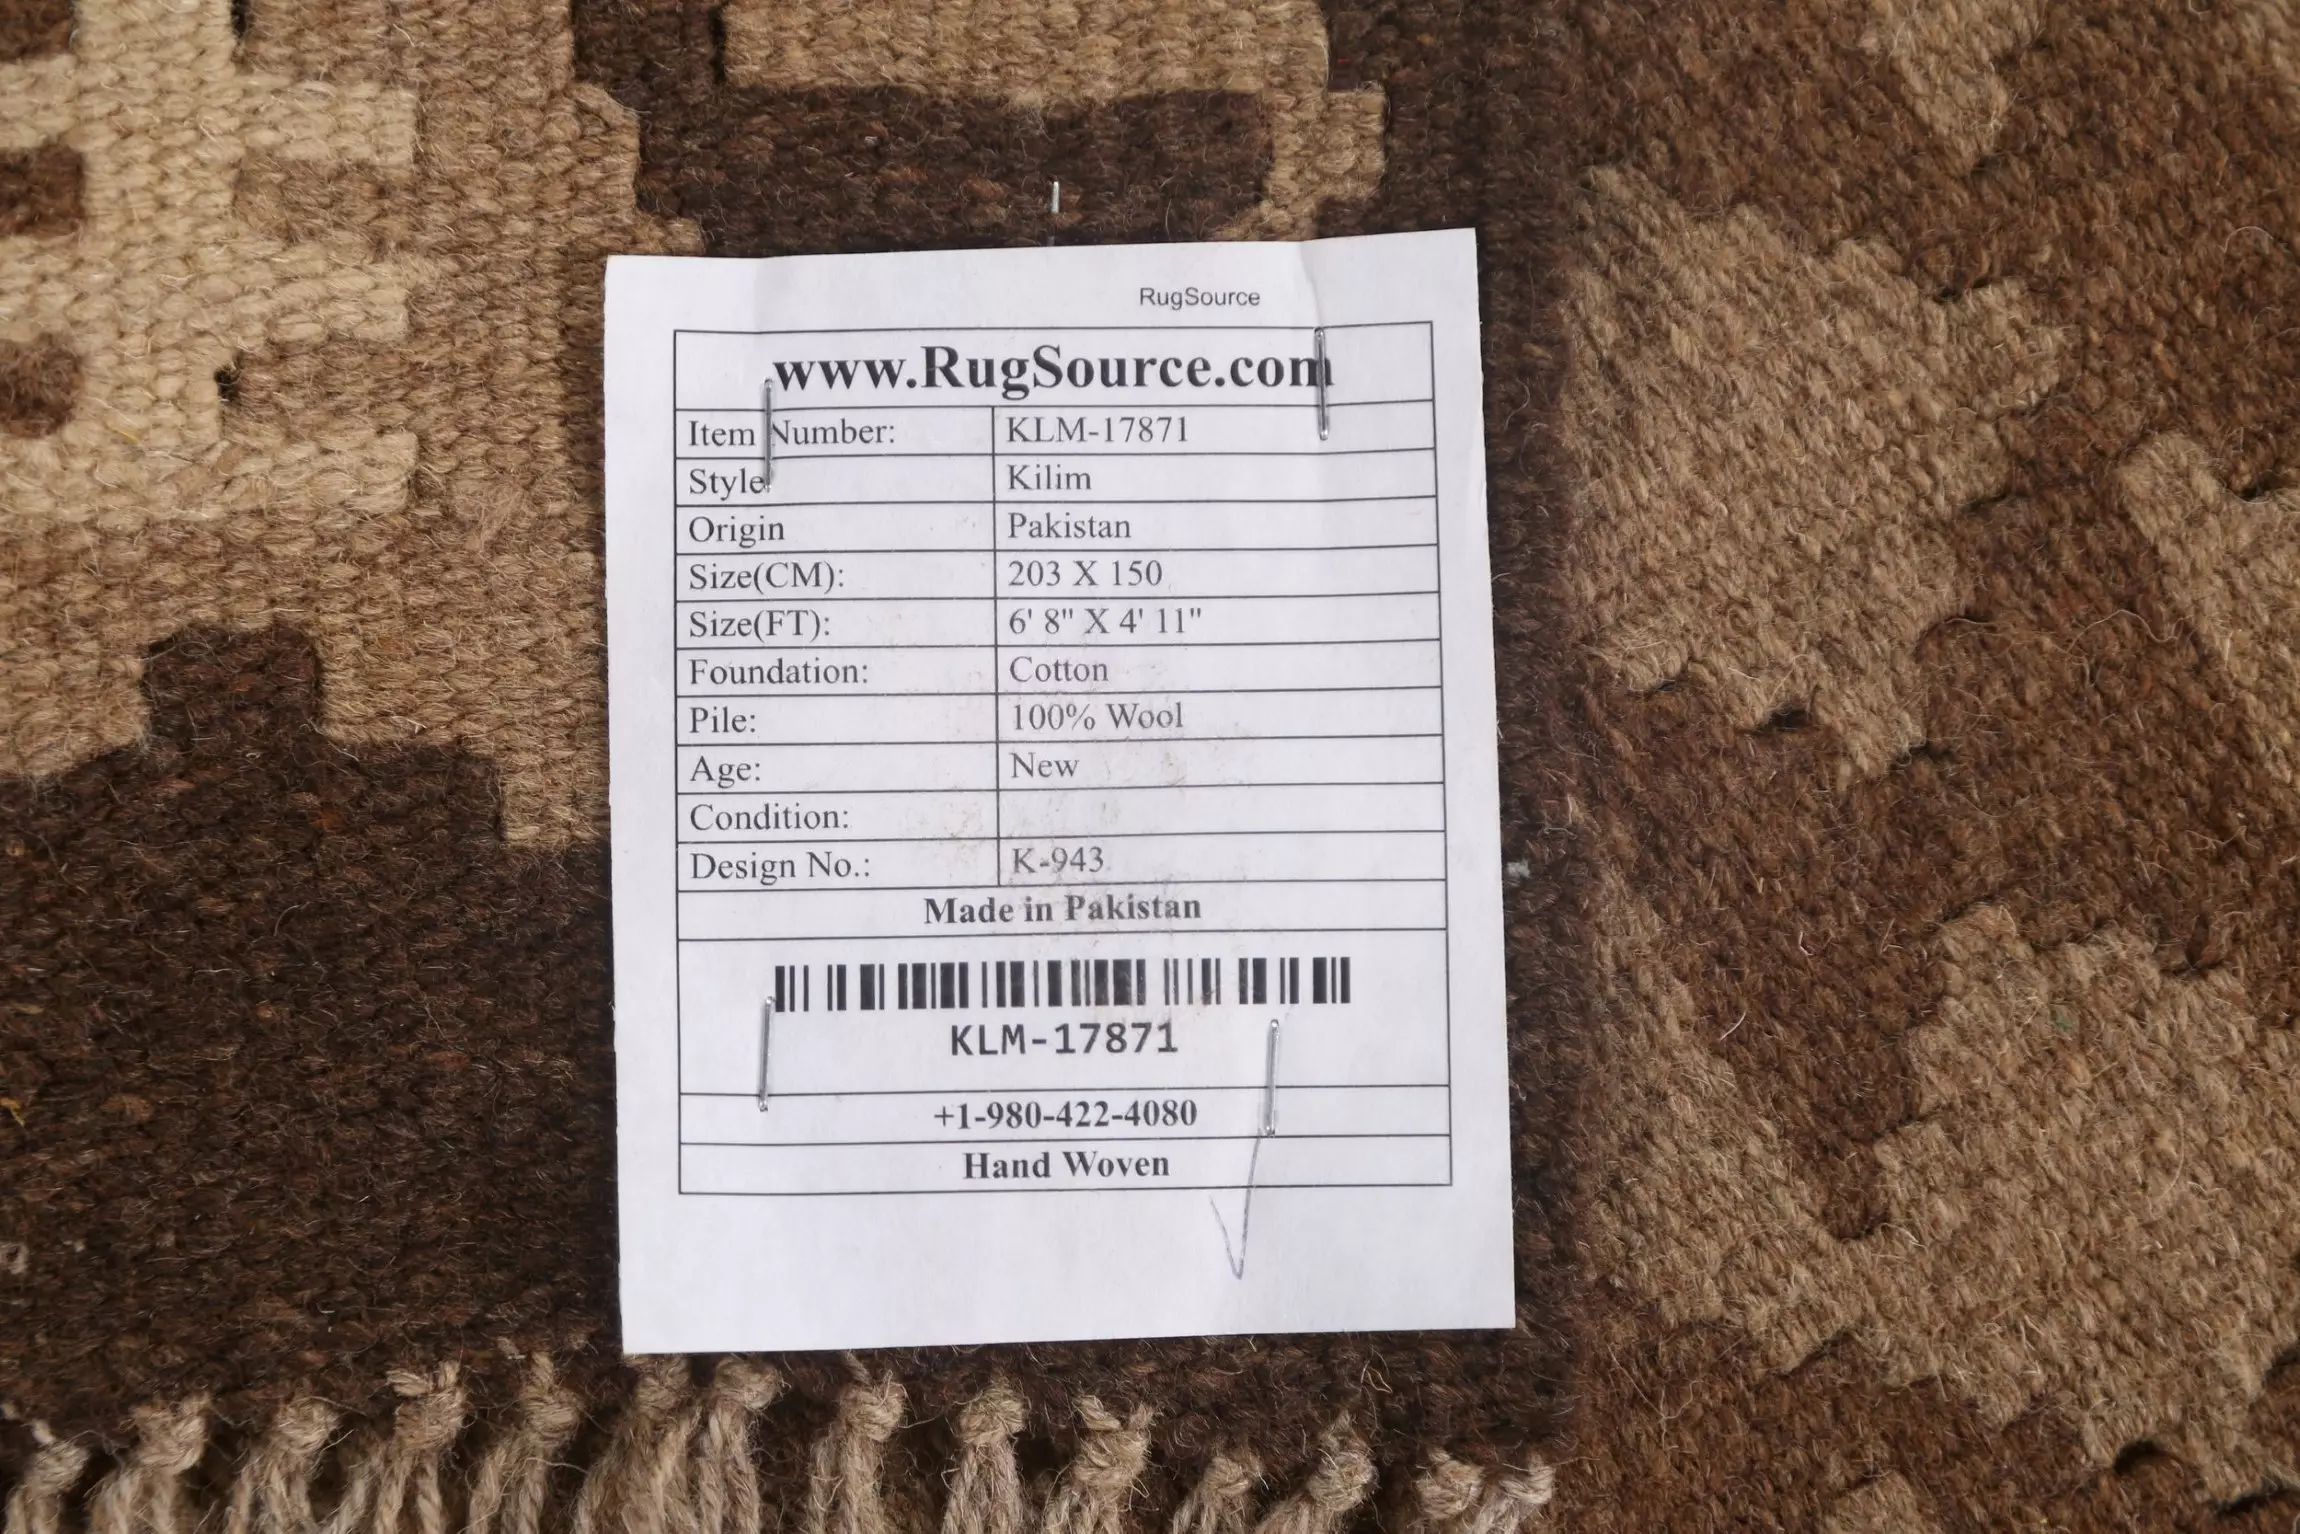 RugSource
www.RugSource.com
Item Number: KLM-17871
Style Kilim
Origin Pakistan
Size(CM): 203 X 150
Size(FT): 6' 8" X 4' 11"
Foundation: Cotton
Pile: 100% Wool
Age: New
Condition:
Design No.: K-943
Made in Pakistan
KLM-17871
+1-980-422-4080
Hand Woven